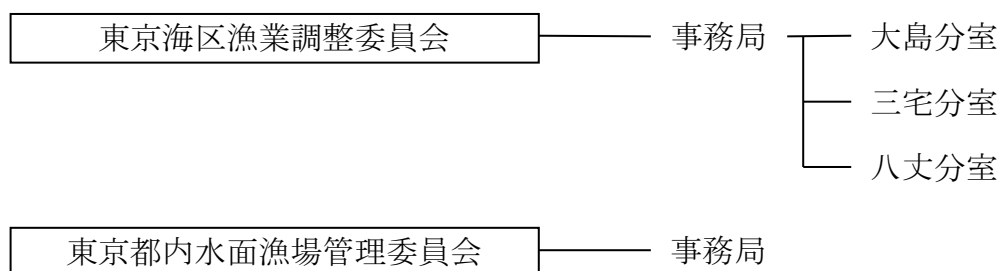 東京海区漁業調整委員会 事務局 大島分室
三宅分室
八丈分室
東京都内水面漁場管理委員会 事務局